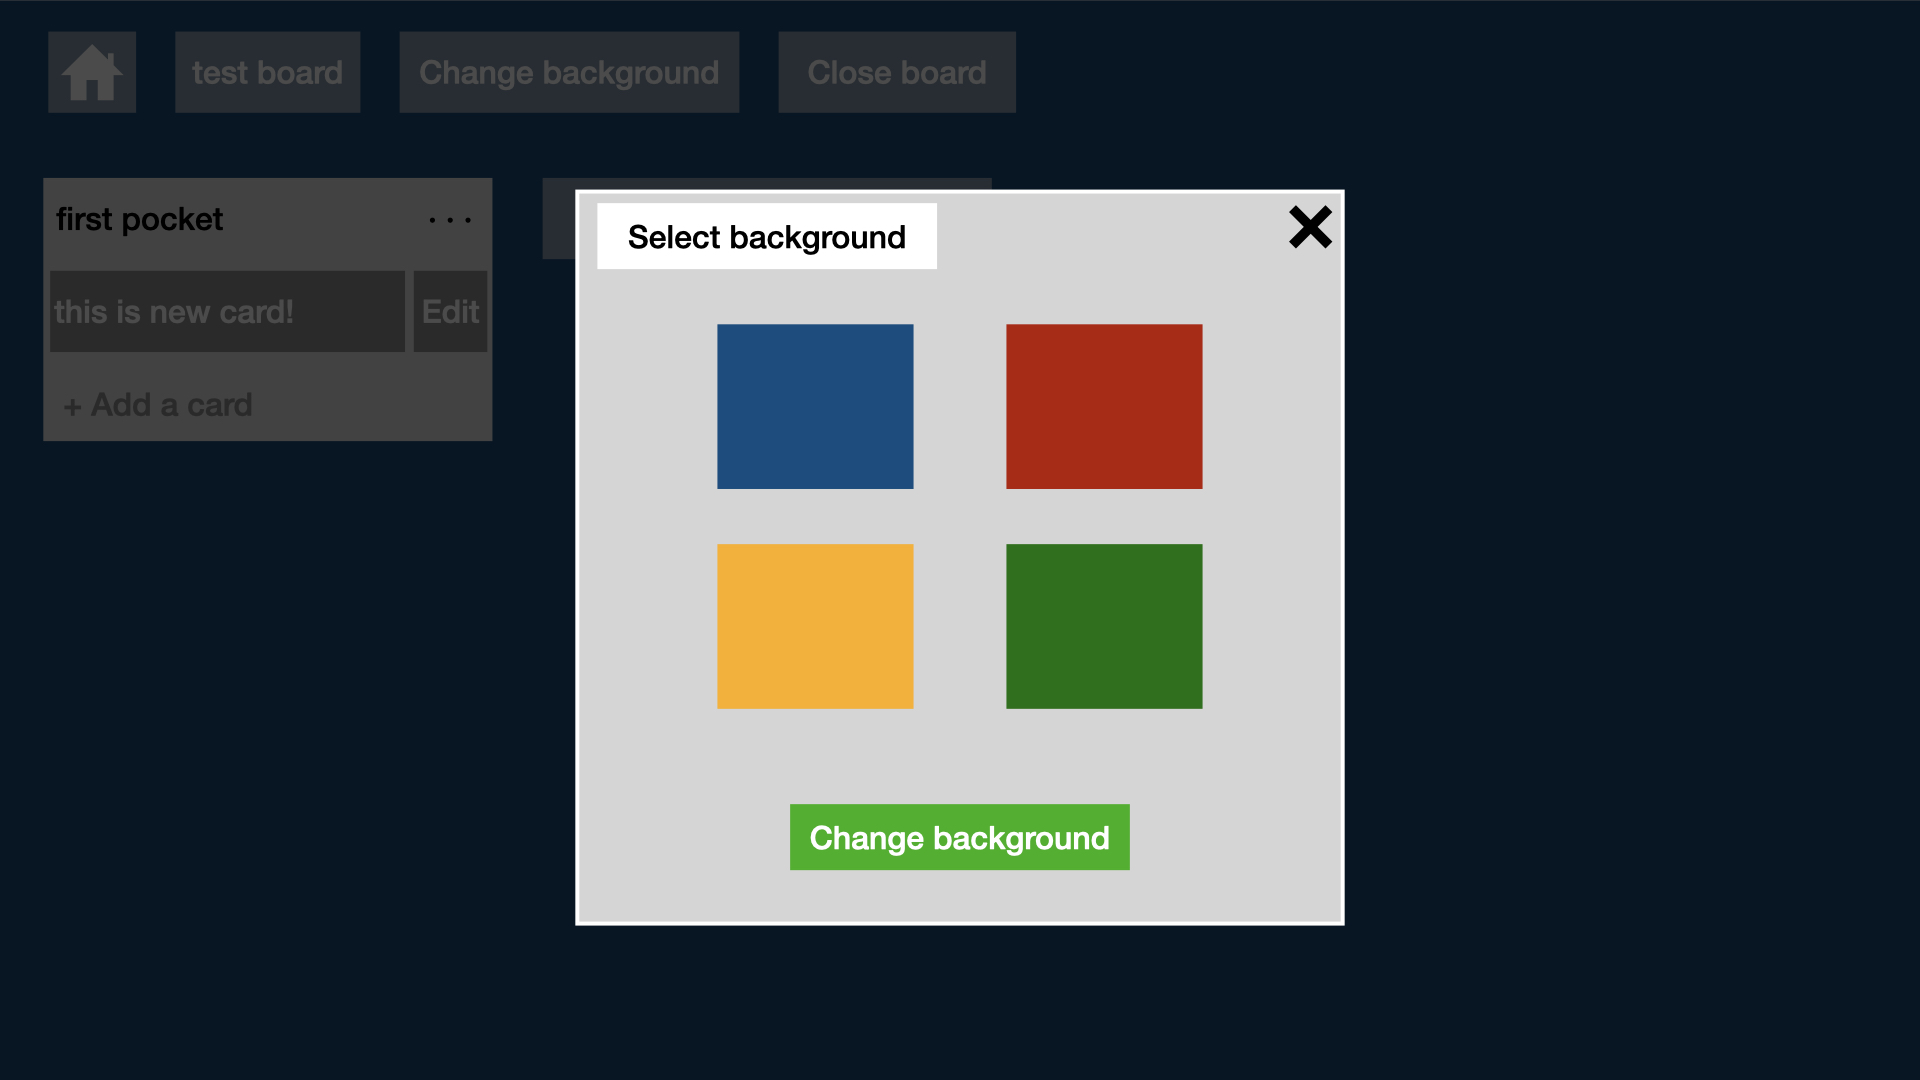 test board
Change background
Close board
first pocket
...
Select background
this is new card!
Edit
+ Add a card
Change background